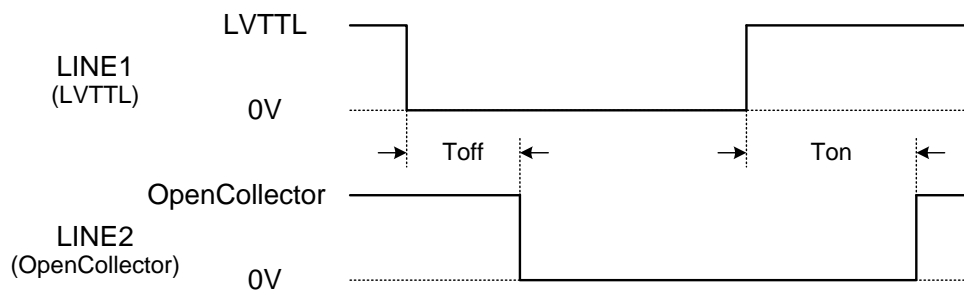 LVTTL
LINE1
(LVTTL)
0V
Toff
Ton
OpenCollector
LINE2
(OpenCollector)
0V